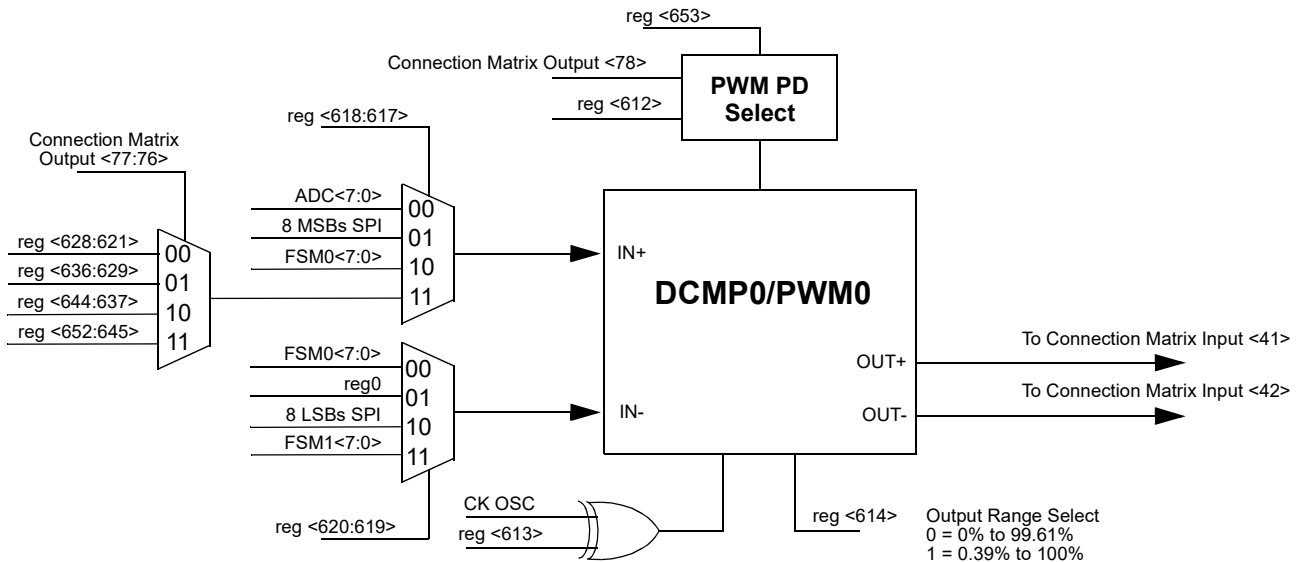 reg <653>
Connection Matrix Output <78>
reg <612>
PWM PD
Select
reg <618:617>
Connection Matrix
Output <77:76>
reg <628:621>
reg <636:629>
reg <644:637>
reg <652:645>
00
01
10
11
ADC<7:0>
8 MSBs SPI
FSM0<7:0>
00
01
10
11
FSM0<7:0>
reg0
8 LSBs SPI
FSM1<7:0>
00
01
10
11
reg <620:619>
IN+
DCMP0/PWM0
IN-
OUT+
OUT-
To Connection Matrix Input <41>
To Connection Matrix Input <42>
CK OSC
reg <613>
reg <614>
Output Range Select
0 = 0% to 99.61%
1 = 0.39% to 100%